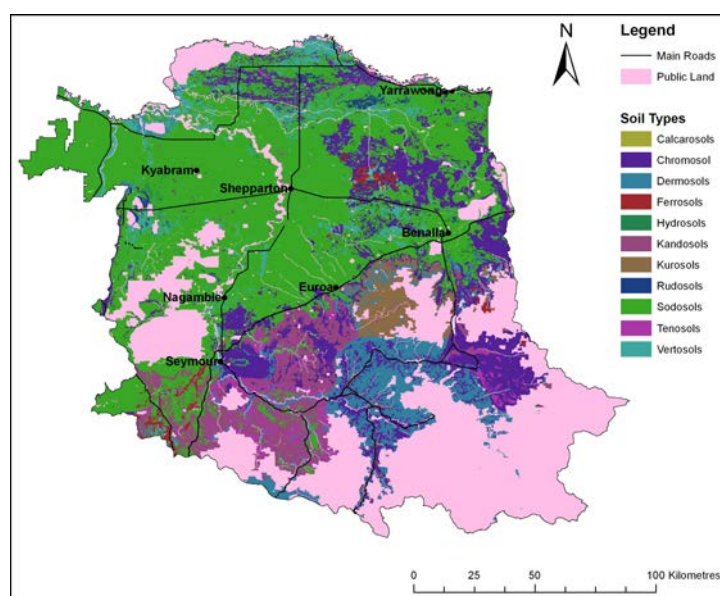 N
Legend
Main Roads
Public Land
Soil Types
Calcarosols
Chromosol
Dermosols
Ferrosols
Hydrosols
Kandosols
Kurosols
Rudosols
Sodosols
Tenosols
Vertosols
Yarrawonga
Kyabram
Shepparton
Benalla
Euroa
Nagambie
Seymour
0 25 50 100 Kilometres